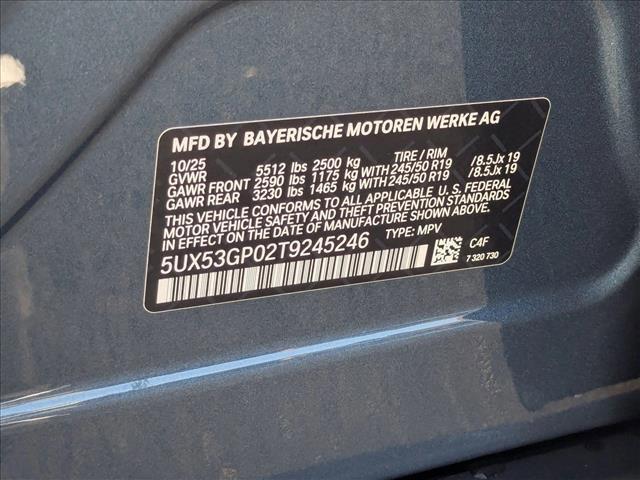 MFD BY BAYERISCHE MOTOREN WERKE AG
10/25 TIRE / RIM
GVWR 5512 lbs 2500 kg
GAWR FRONT 2590 lbs 1175 kg WITH 245/50 R19 /8.5Jx 19
GAWR REAR 3230 lbs 1465 kg WITH 245/50 R19 /8.5Jx 19
THIS VEHICLE CONFORMS TO ALL APPLICABLE U. S. FEDERAL
MOTOR VEHICLE SAFETY AND THEFT PREVENTION STANDARDS
IN EFFECT ON THE DATE OF MANUFACTURE SHOWN ABOVE.
5UX53GP02T9245246 TYPE: MPV
C4F
7 320 730